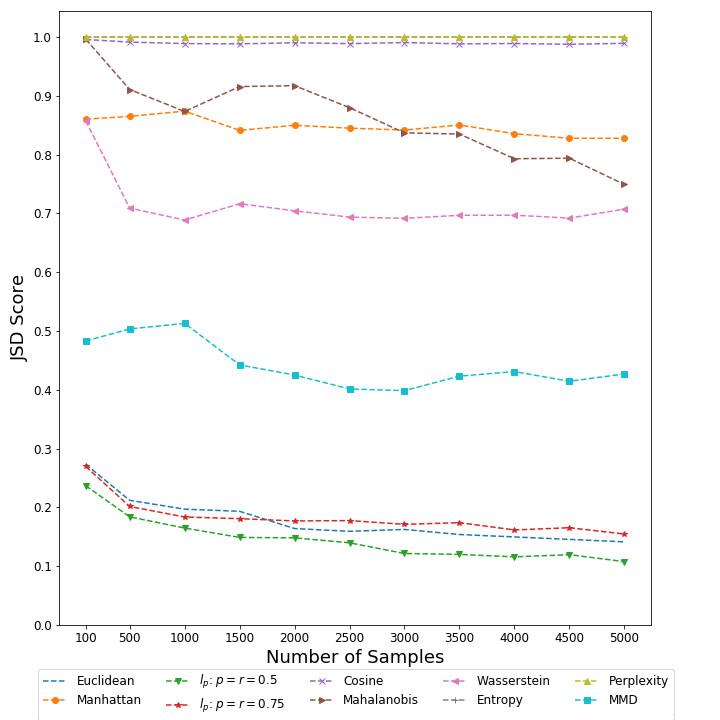 1.0
0.9
0.8
0.7
0.6
0.5
0.4
0.3
0.2
0.1
0.0
JSD Score
100 500 1000 1500 2000 2500 3000 3500 4000 4500 5000
Number of Samples
Euclidean
Manhattan
l_p: p = r = 0.5
l_p: p = r = 0.75
Cosine
Mahalanobis
Wasserstein
Entropy
Perplexity
MMD